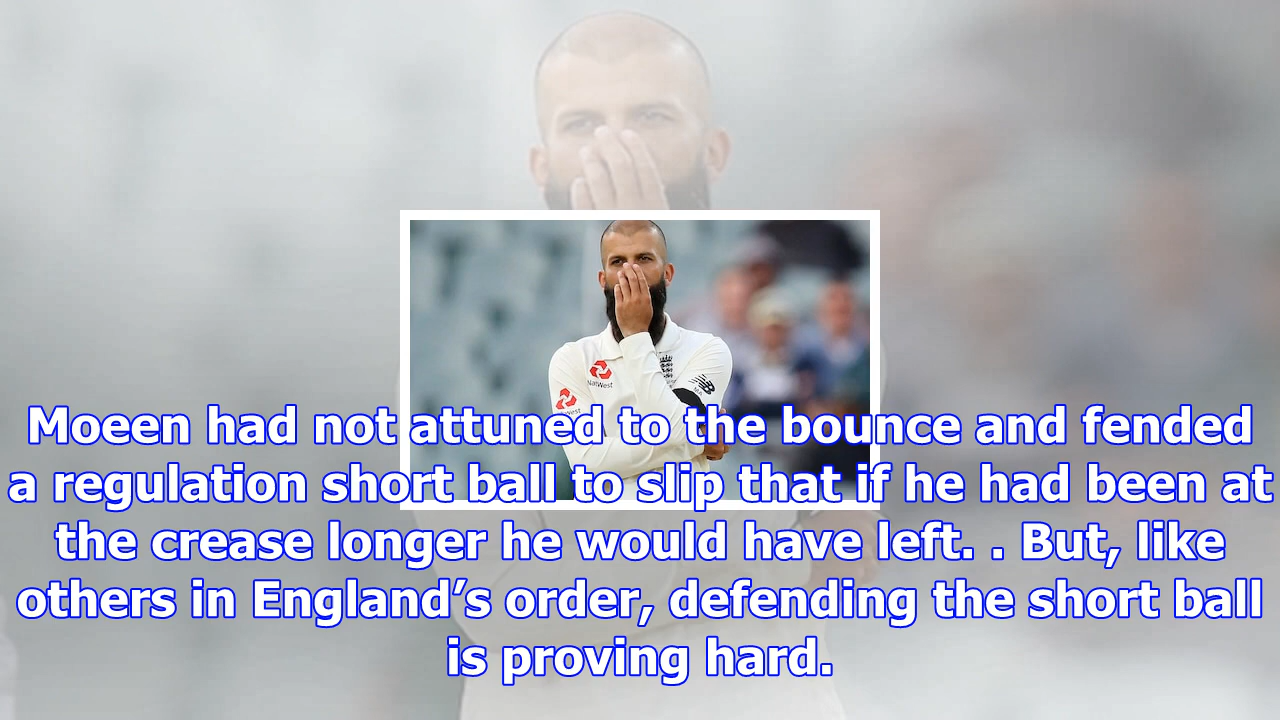 NatWest
Moeen had not attuned to the bounce and fended
a regulation short ball to slip that if he had been at
the crease longer he would have left. . But, like
others in England’s order, defending the short ball
is proving hard.